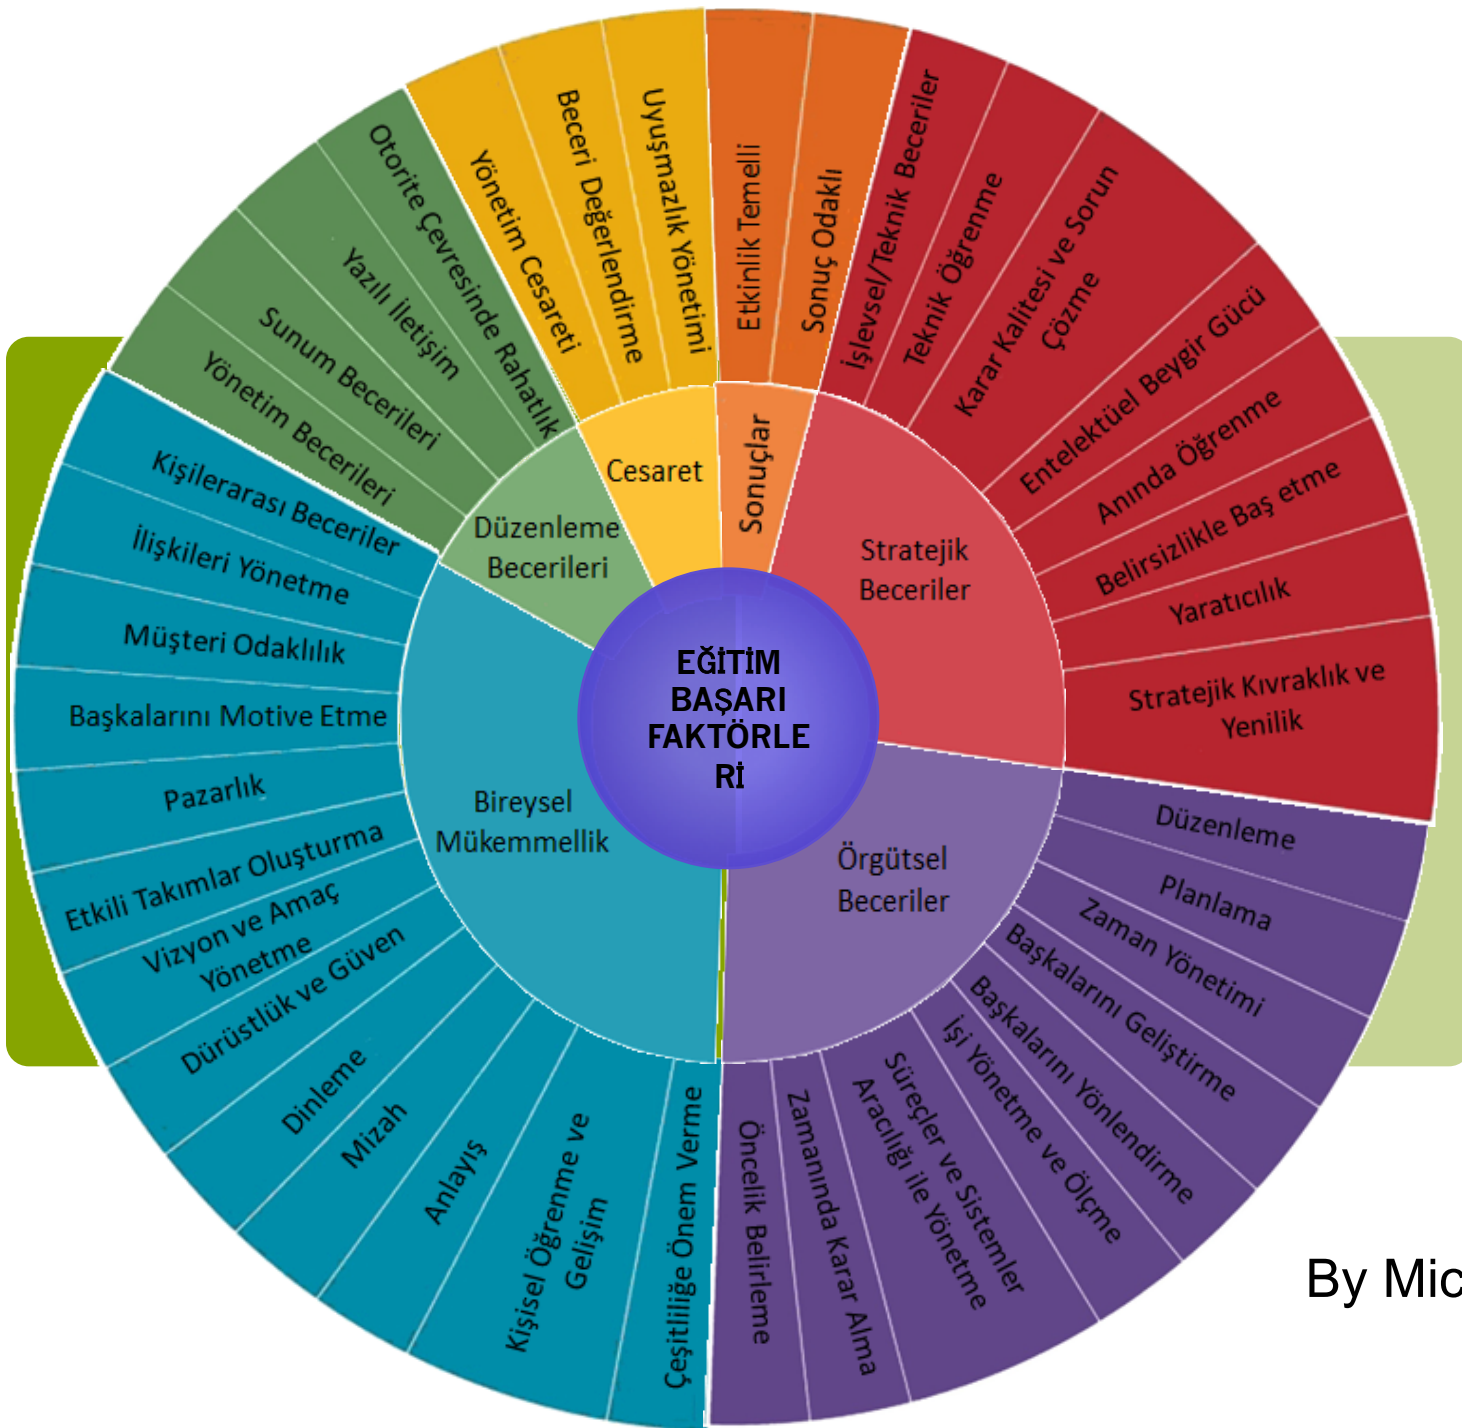 EĞİTİM
BAŞARI
FAKTÖRLE
Rİ
Sonuçlar
Etkinlik Temelli
Sonuç Odaklı
Stratejik
Beceriler
İşlevsel/Teknik Beceriler
Teknik Öğrenme
Karar Kalitesi ve Sorun
Çözme
Entelektüel Beygir Gücü
Anında Öğrenme
Belirsizlikle Baş etme
Yaratıcılık
Stratejik Kıvraklık ve
Yenilik
Örgütsel
Beceriler
Düzenleme
Planlama
Zaman Yönetimi
Başkalarını Geliştirme
Başkalarını Yönlendirme
İşi Yönetme ve Ölçme
Süreçler ve Sistemler
Aracılığı ile Yönetme
Zamanında Karar Alma
Öncelik Belirleme
Bireysel
Mükemmellik
Çeşitliliğe Önem Verme
Kişisel Öğrenme ve
Gelişim
Anlayış
Mizah
Dinleme
Dürüstlük ve Güven
Vizyon ve Amaç
Yönetme
Etkili Takımlar Oluşturma
Pazarlık
Başkalarını Motive Etme
Müşteri Odaklılık
İlişkileri Yönetme
Kişilerarası Beceriler
Düzenleme
Becerileri
Yönetim Becerileri
Sunum Becerileri
Yazılı İletişim
Otorite Çevresinde Rahatlık
Cesaret
Yönetim Cesareti
Beceri Değerlendirme
Uyuşmazlık Yönetimi
By Mic